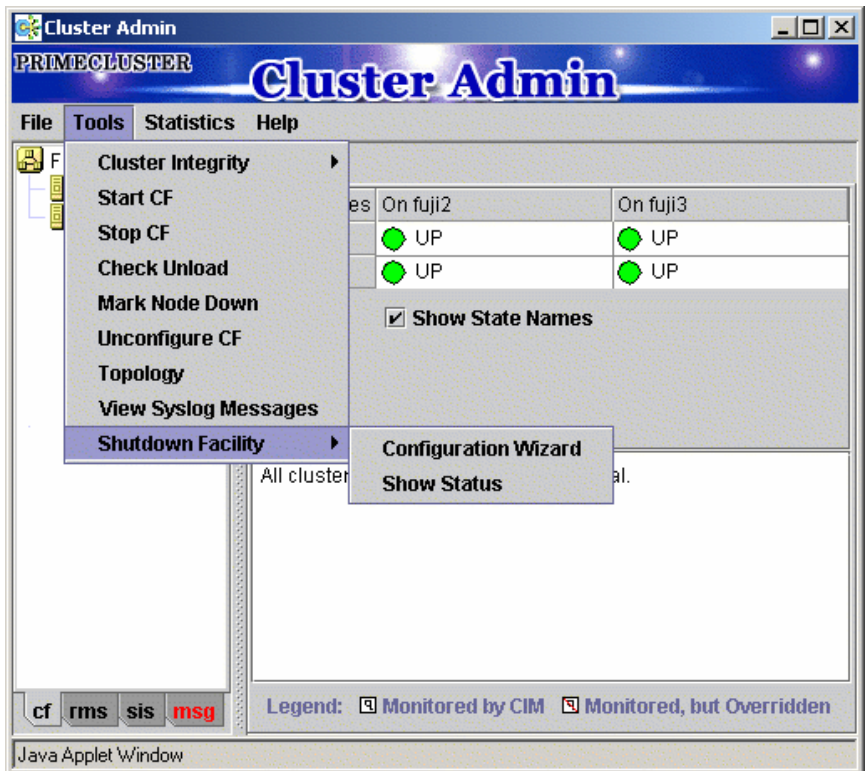 Cluster Admin
PRIMECLUSTER
Cluster Admin
File Tools Statistics Help
F
Cluster Integrity
Start CF
Stop CF
Check Unload
Mark Node Down
Unconfigure CF
Topology
View Syslog Messages
Shutdown Facility
Configuration Wizard
Show Status
es On fuji2 On fuji3
UP UP
UP UP
Show State Names
All cluster al.
cf rms sis msg
Legend: Monitored by CIM Monitored, but Overridden
Java Applet Window